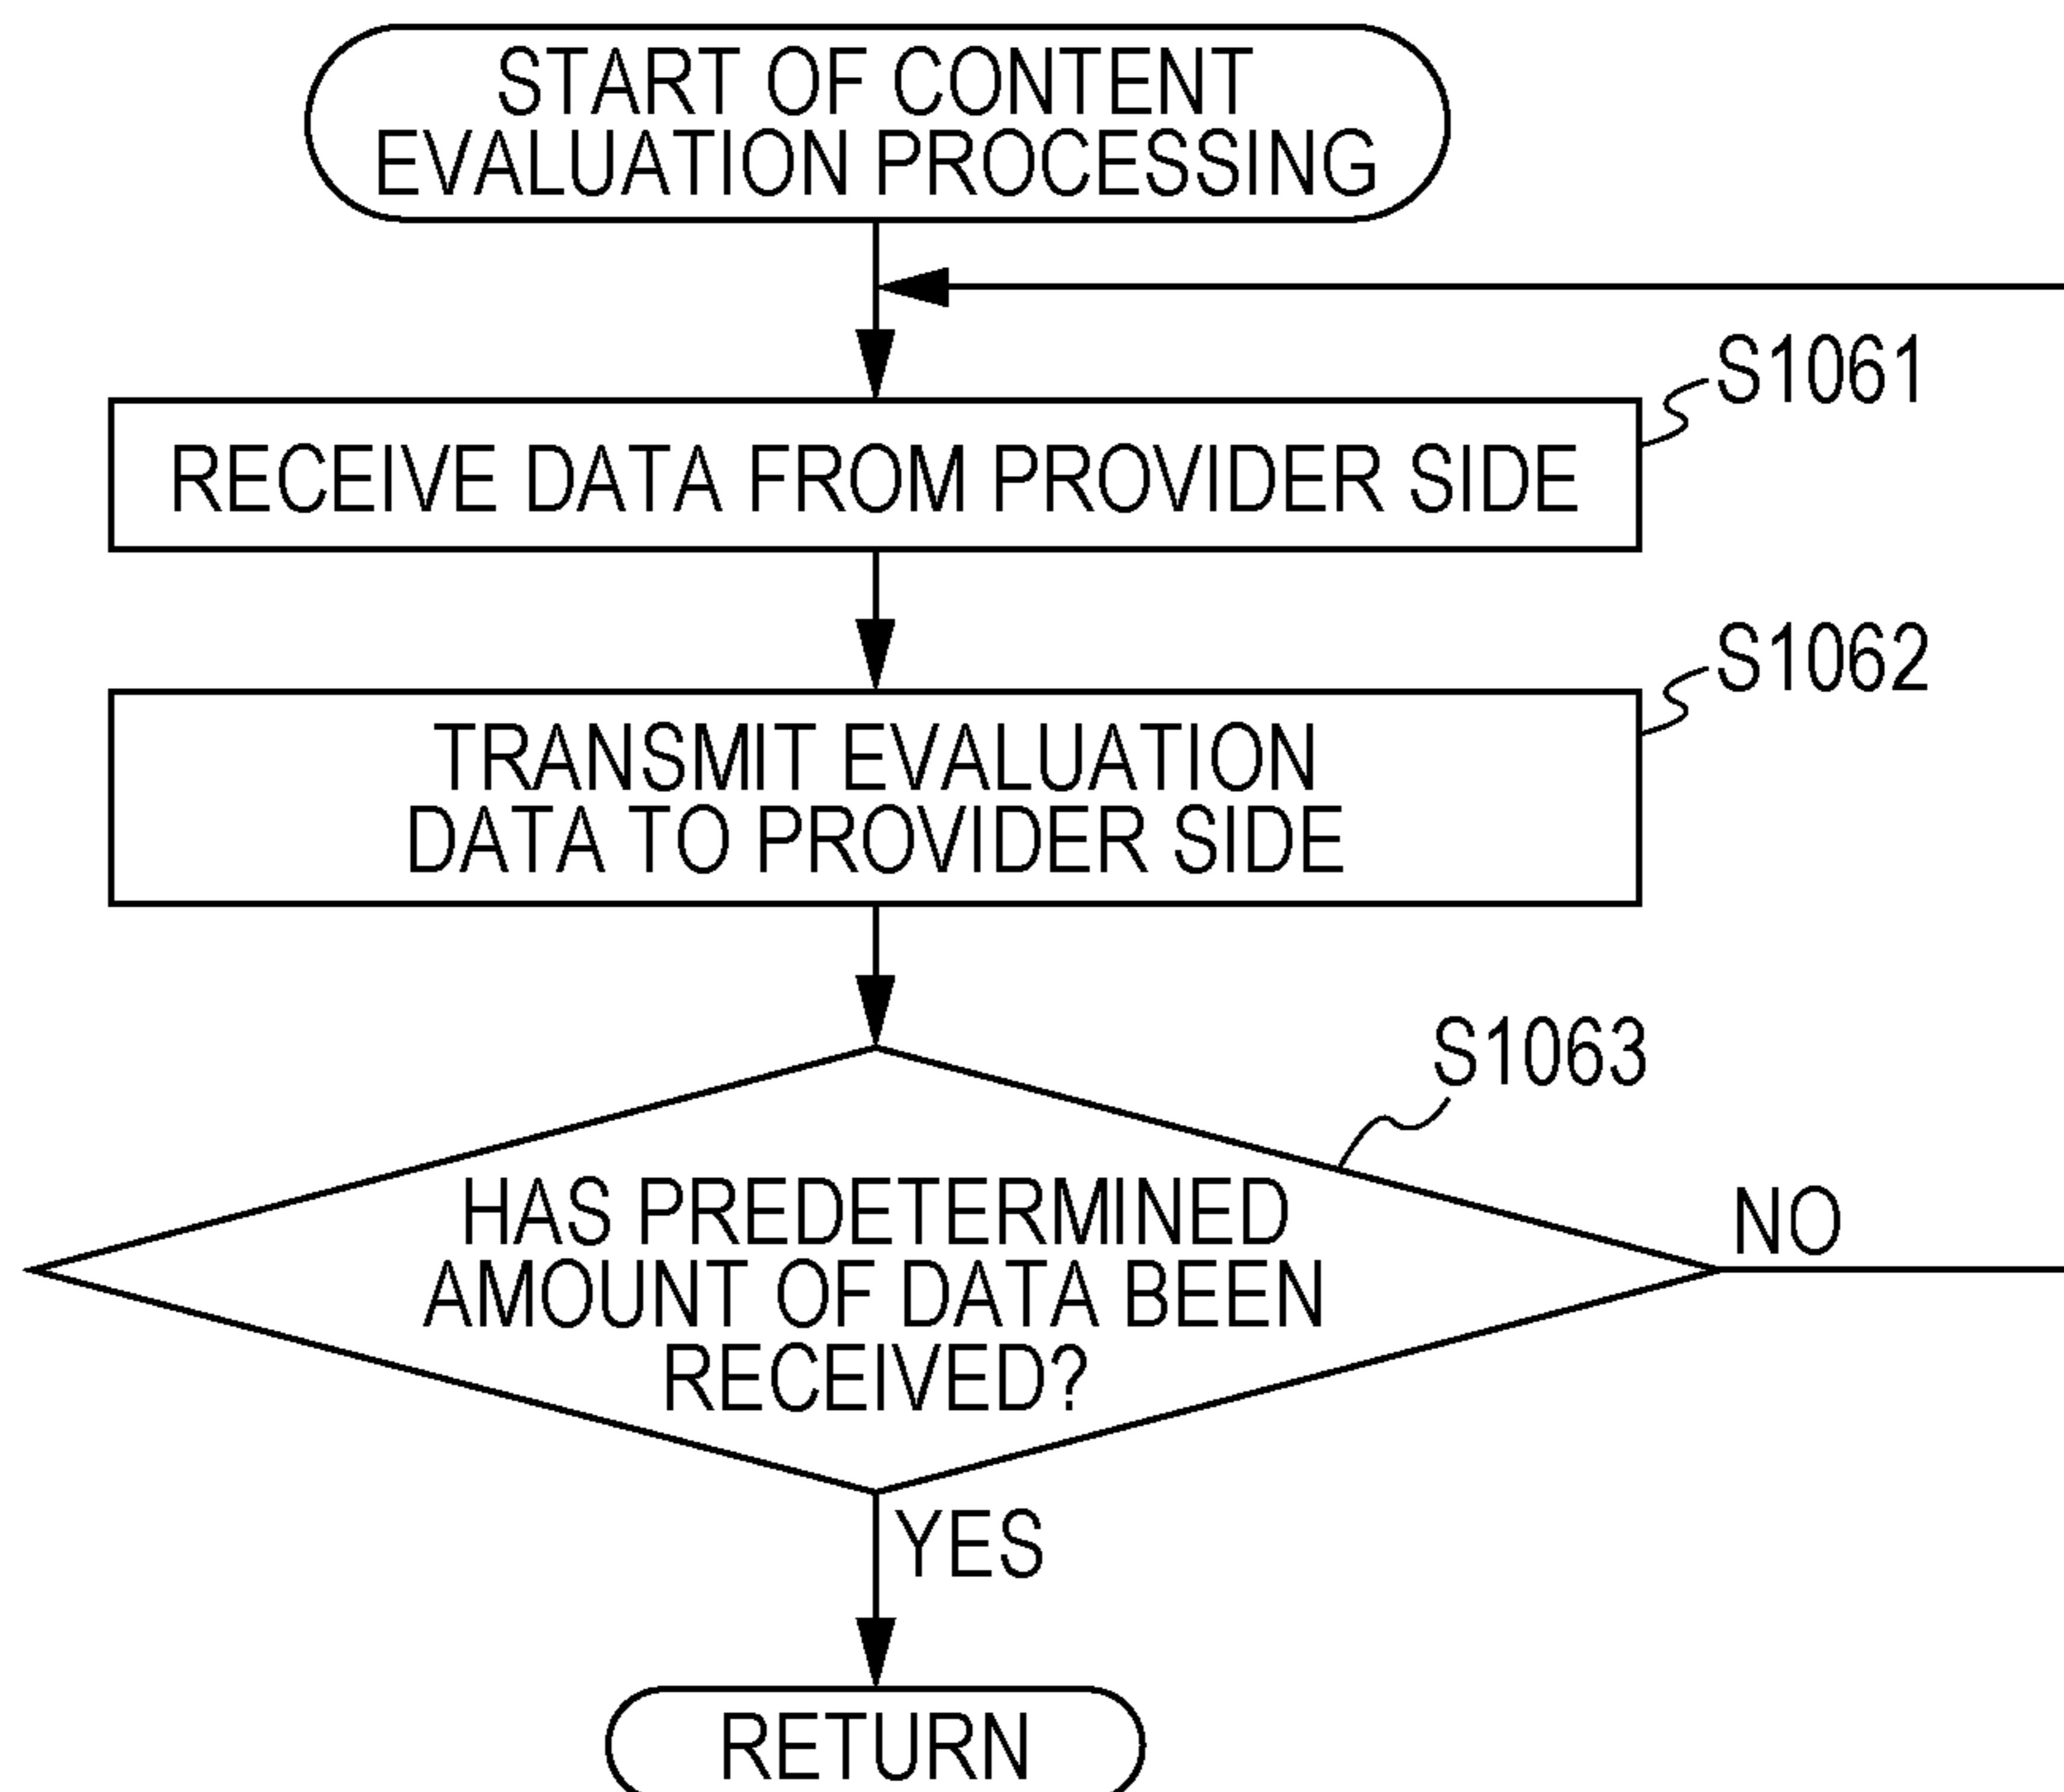 START OF CONTENT
EVALUATION PROCESSING
S1061
RECEIVE DATA FROM PROVIDER SIDE
S1062
TRANSMIT EVALUATION
DATA TO PROVIDER SIDE
S1063
HAS PREDETERMINED
AMOUNT OF DATA BEEN
RECEIVED?
NO
YES
RETURN